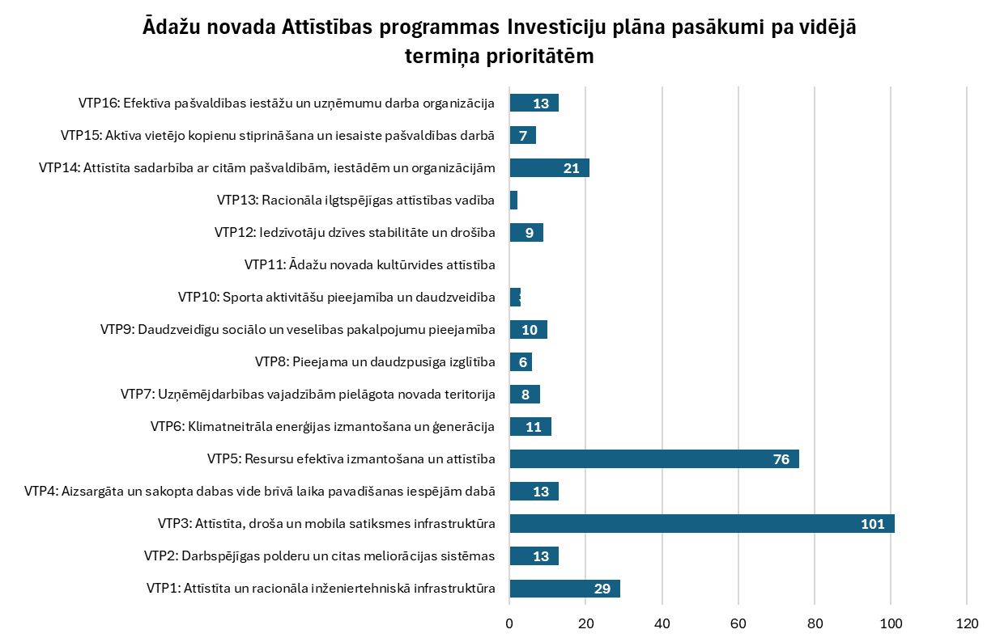 Ādažu novada Attīstības programmas Investīciju plāna pasākumi pa vidējā
termiņa prioritātēm
VTP16: Efektīva pašvaldības iestāžu un uzņēmumu darba organizācija 13
VTP15: Aktīva vietējo kopienu stiprināšana un iesaiste pašvaldības darbā 7
VTP14: Attīstīta sadarbība ar citām pašvaldībām, iestādēm un organizācijām 21
VTP13: Racionāla ilgtspējīgas attīstības vadība
VTP12: Iedzīvotāju dzīves stabilitāte un drošība 9
VTP11: Ādažu novada kultūrvides attīstība
VTP10: Sporta aktivitāšu pieejamība un daudzveidība
VTP9: Daudzveidīgu sociālo un veselības pakalpojumu pieejamība 10
VTP8: Pieejama un daudzpusīga izglītība 6
VTP7: Uzņēmējdarbības vajadzībām pielāgota novada teritorija 8
VTP6: Klimatneitrāla enerģijas izmantošana un ģenerācija 11
VTP5: Resursu efektīva izmantošana un attīstība 76
VTP4: Aizsargāta un sakopta dabas vide brīvā laika pavadīšanas iespējām dabā 13
VTP3: Attīstīta, droša un mobila satiksmes infrastruktūra 101
VTP2: Darbspējīgas polderu un citas meliorācijas sistēmas 13
VTP1: Attīstīta un racionāla inženiertehniskā infrastruktūra 29
0 20 40 60 80 100 120